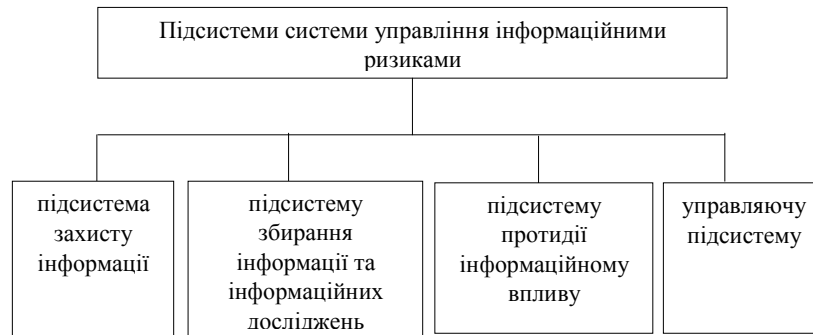 Підсистеми системи управління інформаційними
ризиками
підсистема
захисту
інформації
підсистему
збирання
інформації та
інформаційних
досліджень
підсистему
протидії
інформаційному
впливу
управляючу
підсистему